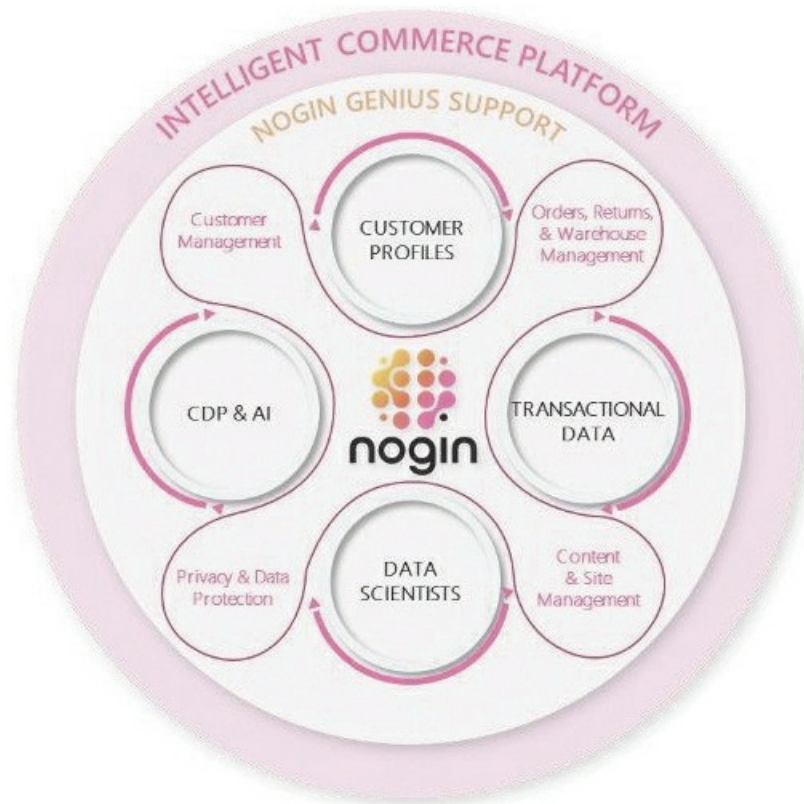 INTELLIGENT COMMERCE PLATFORM
NOGIN GENIUS SUPPORT
Customer
Management
CUSTOMER
PROFILES
Orders, Returns,
& Warehouse
Management
CDP & AI
nogin
TRANSACTIONAL
DATA
Privacy & Data
Protection
DATA
SCIENTISTS
Content
& Site
Management